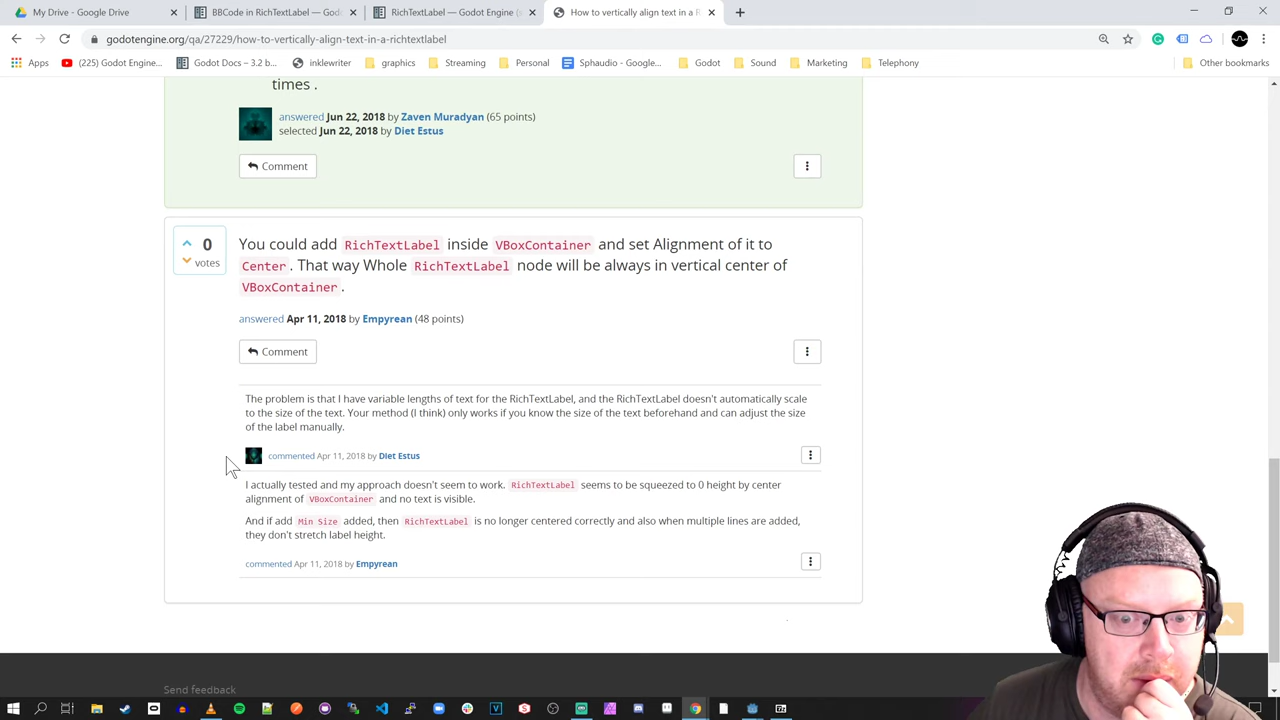 My Drive - Google Drive
BBCode in RichTextLabel — God
RichTextLabel — Godot Engine (s
How to vertically align text in a R
godotengine.org/qa/27229/how-to-vertically-align-text-in-a-richtextlabel
Apps
(225) Godot Engine...
Godot Docs – 3.2 b...
inklewriter
graphics
Streaming
Personal
Sphaudio - Google...
Godot
Sound
Marketing
Telephony
Other bookmarks
times .
answered Jun 22, 2018 by Zaven Muradyan (65 points)
selected Jun 22, 2018 by Diet Estus
Comment
0
votes
You could add RichTextLabel inside VBoxContainer and set Alignment of it to
Center. That way Whole RichTextLabel node will be always in vertical center of
VBoxContainer.
answered Apr 11, 2018 by Empyrean (48 points)
Comment
The problem is that I have variable lengths of text for the RichTextLabel, and the RichTextLabel doesn't automatically scale
to the size of the text. Your method (I think) only works if you know the size of the text beforehand and can adjust the size
of the label manually.
commented Apr 11, 2018 by Diet Estus
I actually tested and my approach doesn't seem to work. RichTextLabel seems to be squeezed to 0 height by center
alignment of VBoxContainer and no text is visible.
And if add Min Size added, then RichTextLabel is no longer centered correctly and also when multiple lines are added,
they don't stretch label height.
commented Apr 11, 2018 by Empyrean
Send feedback